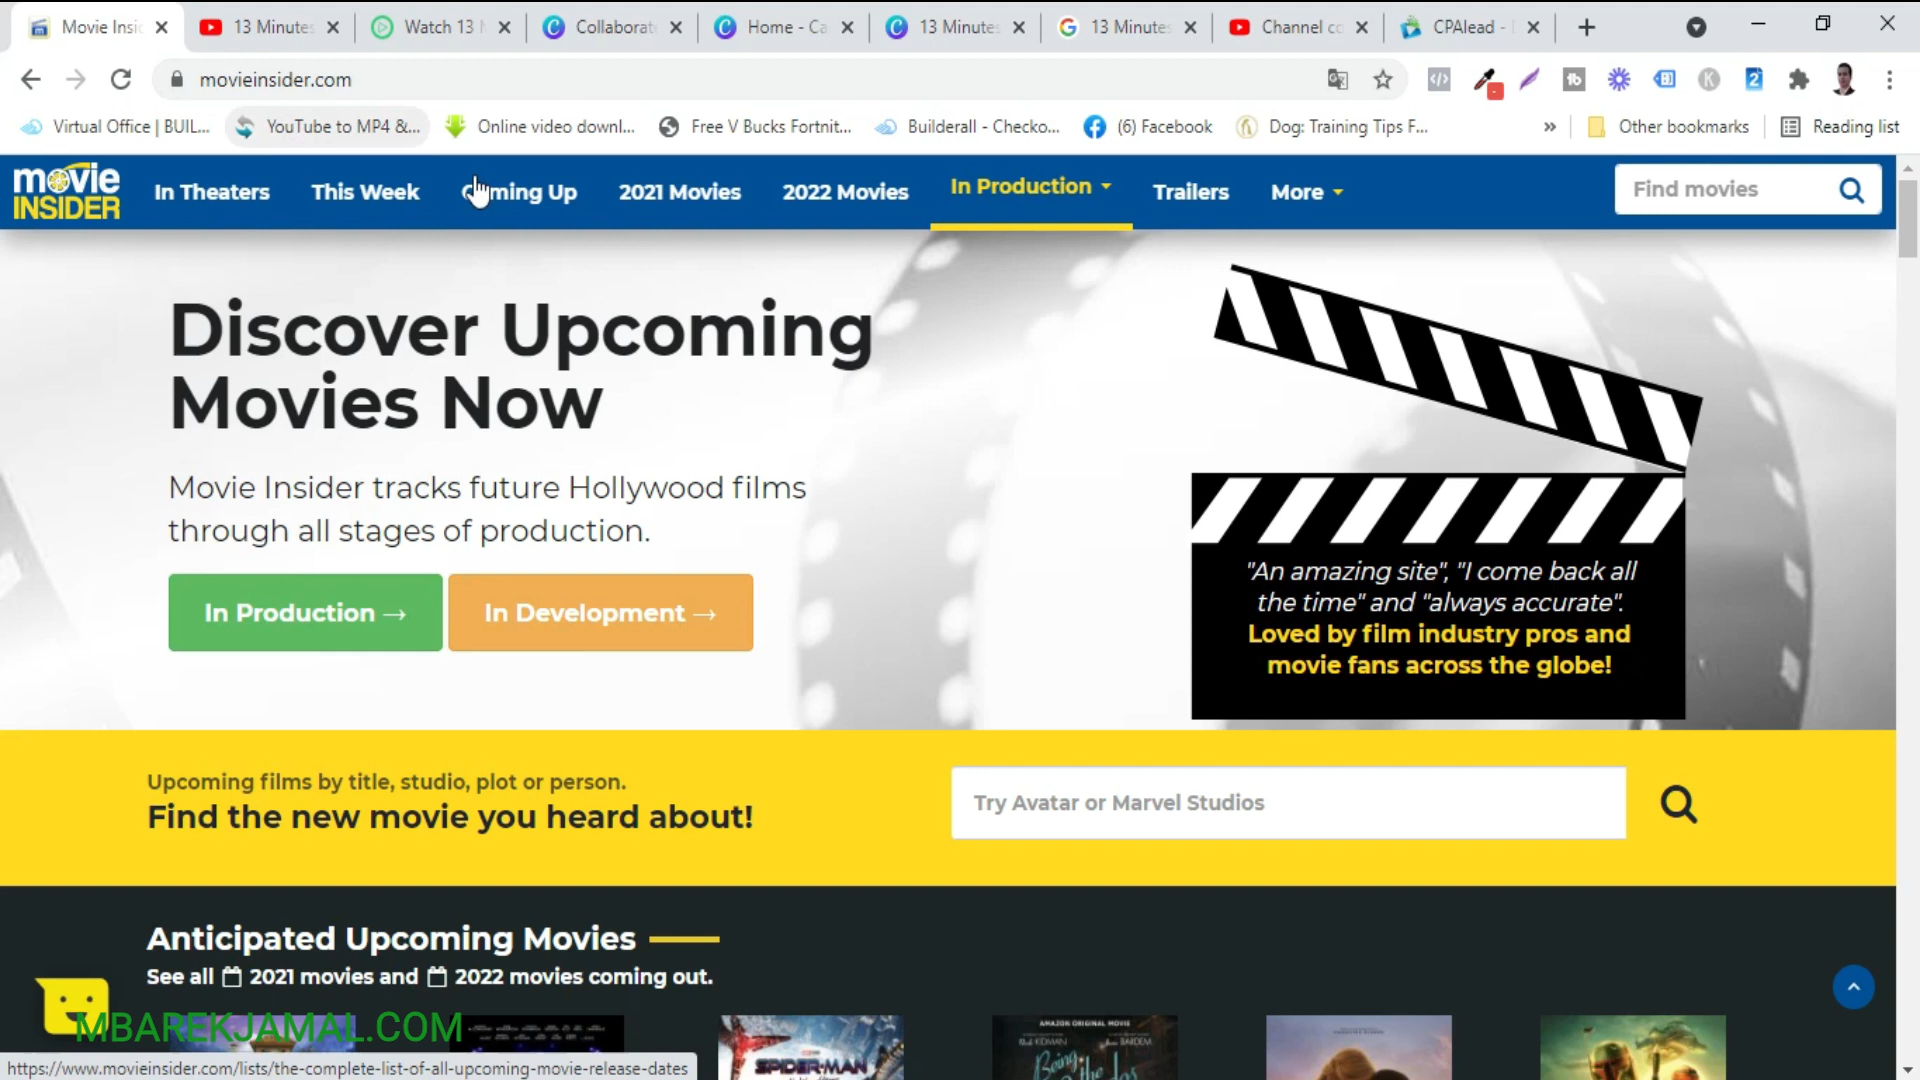 Movie Insid
13 Minutes
Watch 13
Collaborat
Home - Ca
13 Minutes
13 Minutes
Channel co
CPAlead -
movieinsider.com
Virtual Office | BUIL...
YouTube to MP4 &...
Online video downl...
Free V Bucks Fortnit...
Builderall - Checko...
(6) Facebook
Dog: Training Tips F...
»
Other bookmarks
Reading list
movie
INSIDER
In Theaters
This Week
Coming Up
2021 Movies
2022 Movies
In Production
Trailers
More
Find movies
Discover Upcoming
Movies Now
Movie Insider tracks future Hollywood films
through all stages of production.
In Production →
In Development →
"An amazing site", "I come back all
the time" and "always accurate".
Loved by film industry pros and
movie fans across the globe!
Upcoming films by title, studio, plot or person.
Find the new movie you heard about!
Try Avatar or Marvel Studios
Anticipated Upcoming Movies
See all 2021 movies and 2022 movies coming out.
MBAREKJAMAL.COM
SPIDER-MAN
AMAZON ORIGINAL MOVIE
KIDMAN
BARDEM
Being
the
https://www.movieinsider.com/lists/the-complete-list-of-all-upcoming-movie-release-dates